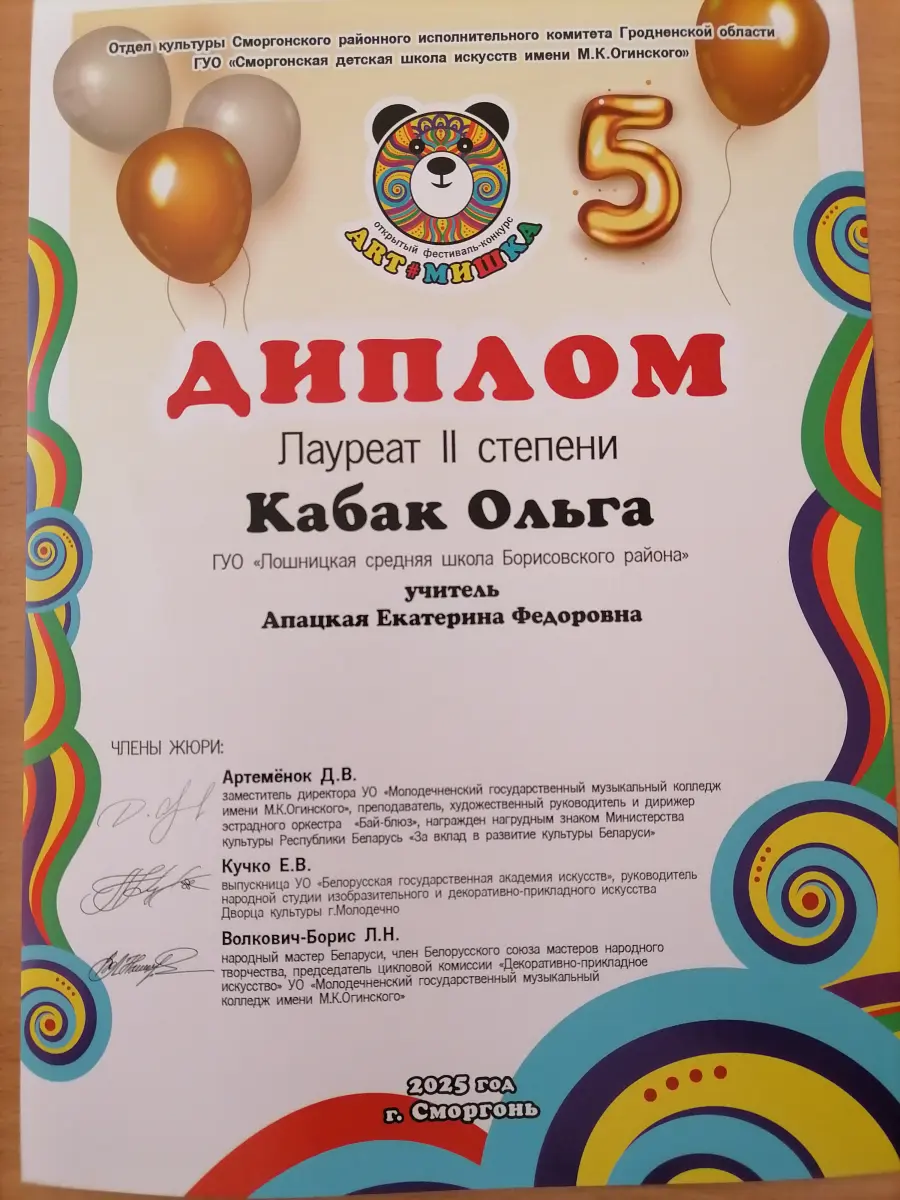 Отдел культуры Сморгонского районного исполнительного комитета Гродненской области
ГУО «Сморгонская детская школа искусств имени М.К.Огинского»
5
открытый фестиваль-конкурс
ART#МИШКА
ДИПЛОМ
Лауреат II степени
Кабак Ольга
ГУО «Лошницкая средняя школа Борисовского района»
учитель
Апацкая Екатерина Федоровна
ЧЛЕНЫ ЖЮРИ:
Артемёнок Д.В.
заместитель директора УО «Молодечненский государственный музыкальный колледж
имени М.К.Огинского», преподаватель, художественный руководитель и дирижер
эстрадного оркестра «Бай-блюз», награжден нагрудным знаком Министерства
культуры Республики Беларусь «За вклад в развитие культуры Беларуси»
Кучко Е.В.
выпускница УО «Белорусская государственная академия искусств», руководитель
народной студии изобразительного и декоративно-прикладного искусства
Дворца культуры г.Молодечно
Волкович-Борис Л.Н.
народный мастер Беларуси, член Белорусского союза мастеров народного
творчества, председатель цикловой комиссии «Декоративно-прикладное
искусство» УО «Молодечненский государственный музыкальный
колледж имени М.К.Огинского»
2025 год
г. Сморгонь